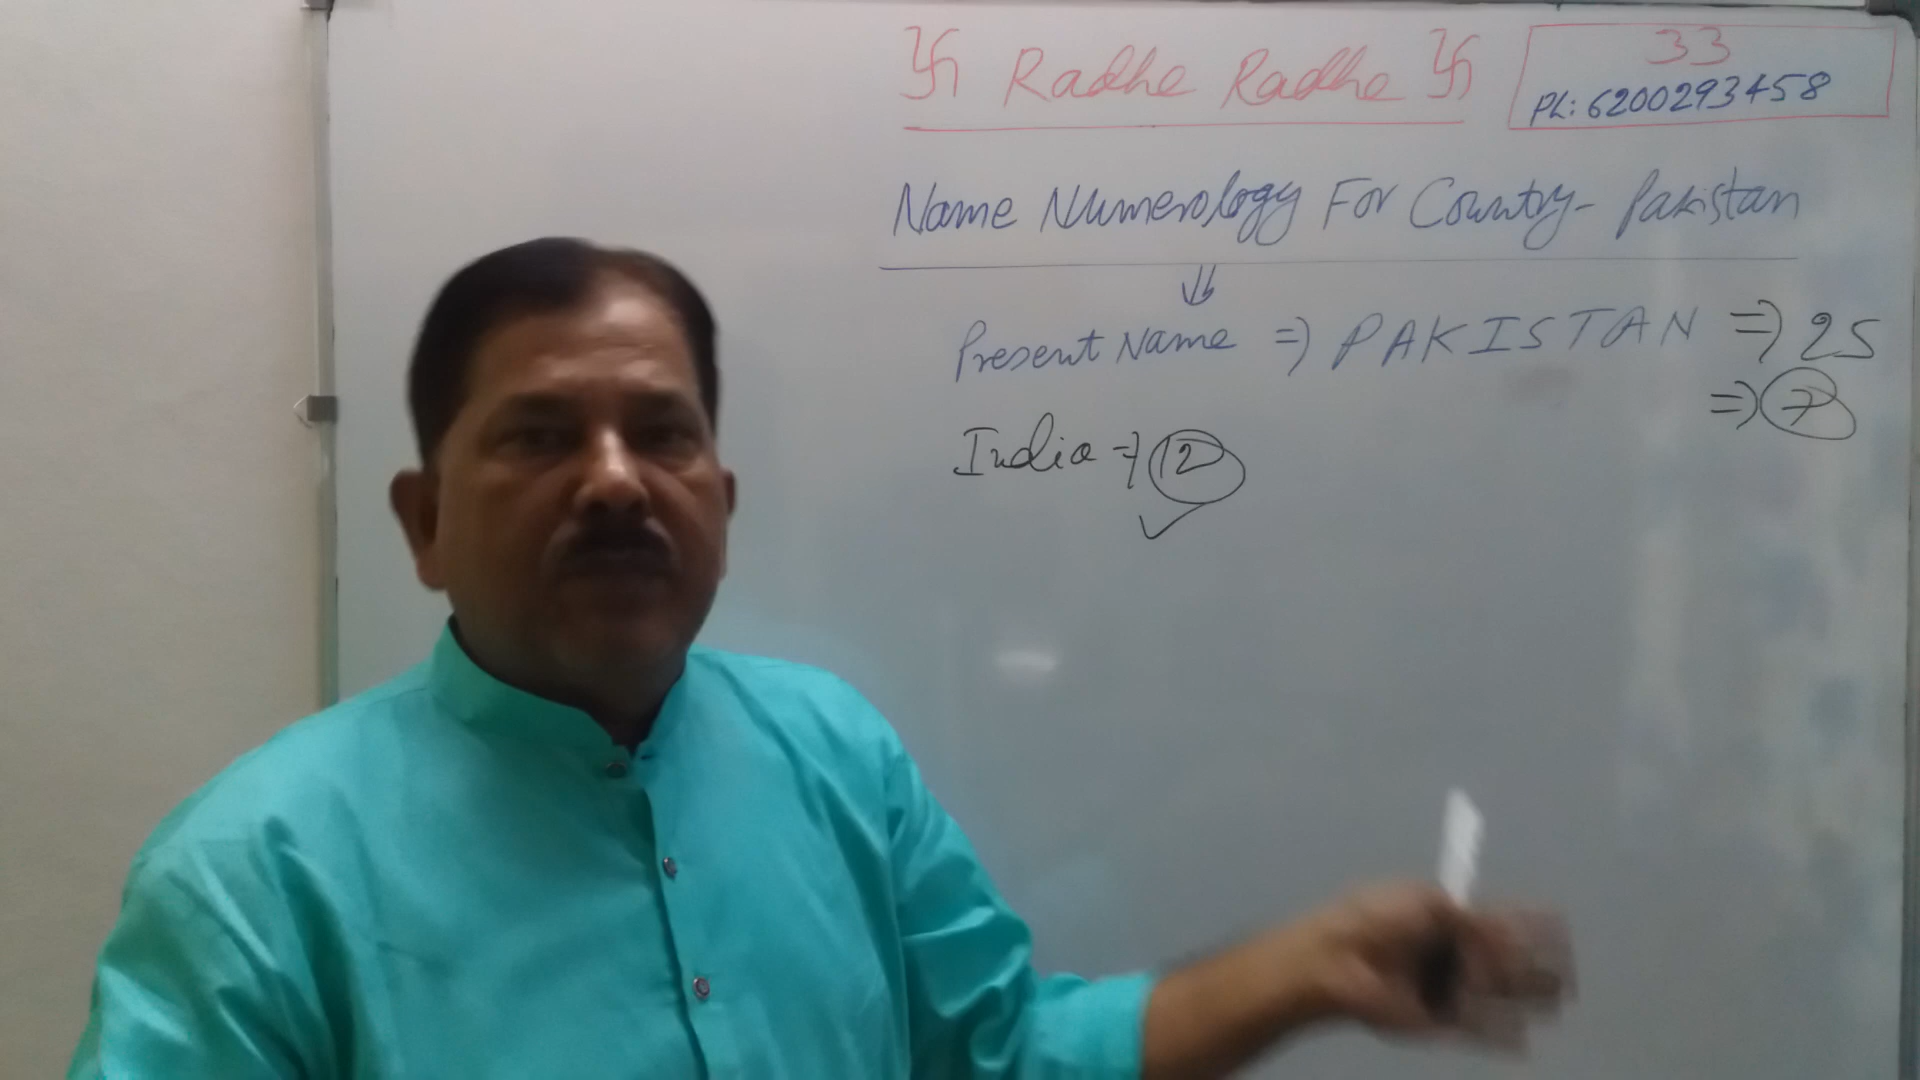 卐 Radhe Radhe 卐
33
Ph: 6200293458
Name Numerology For Country- Pakistan
Present Name => PAKISTAN => 25
=> 7
India => 12